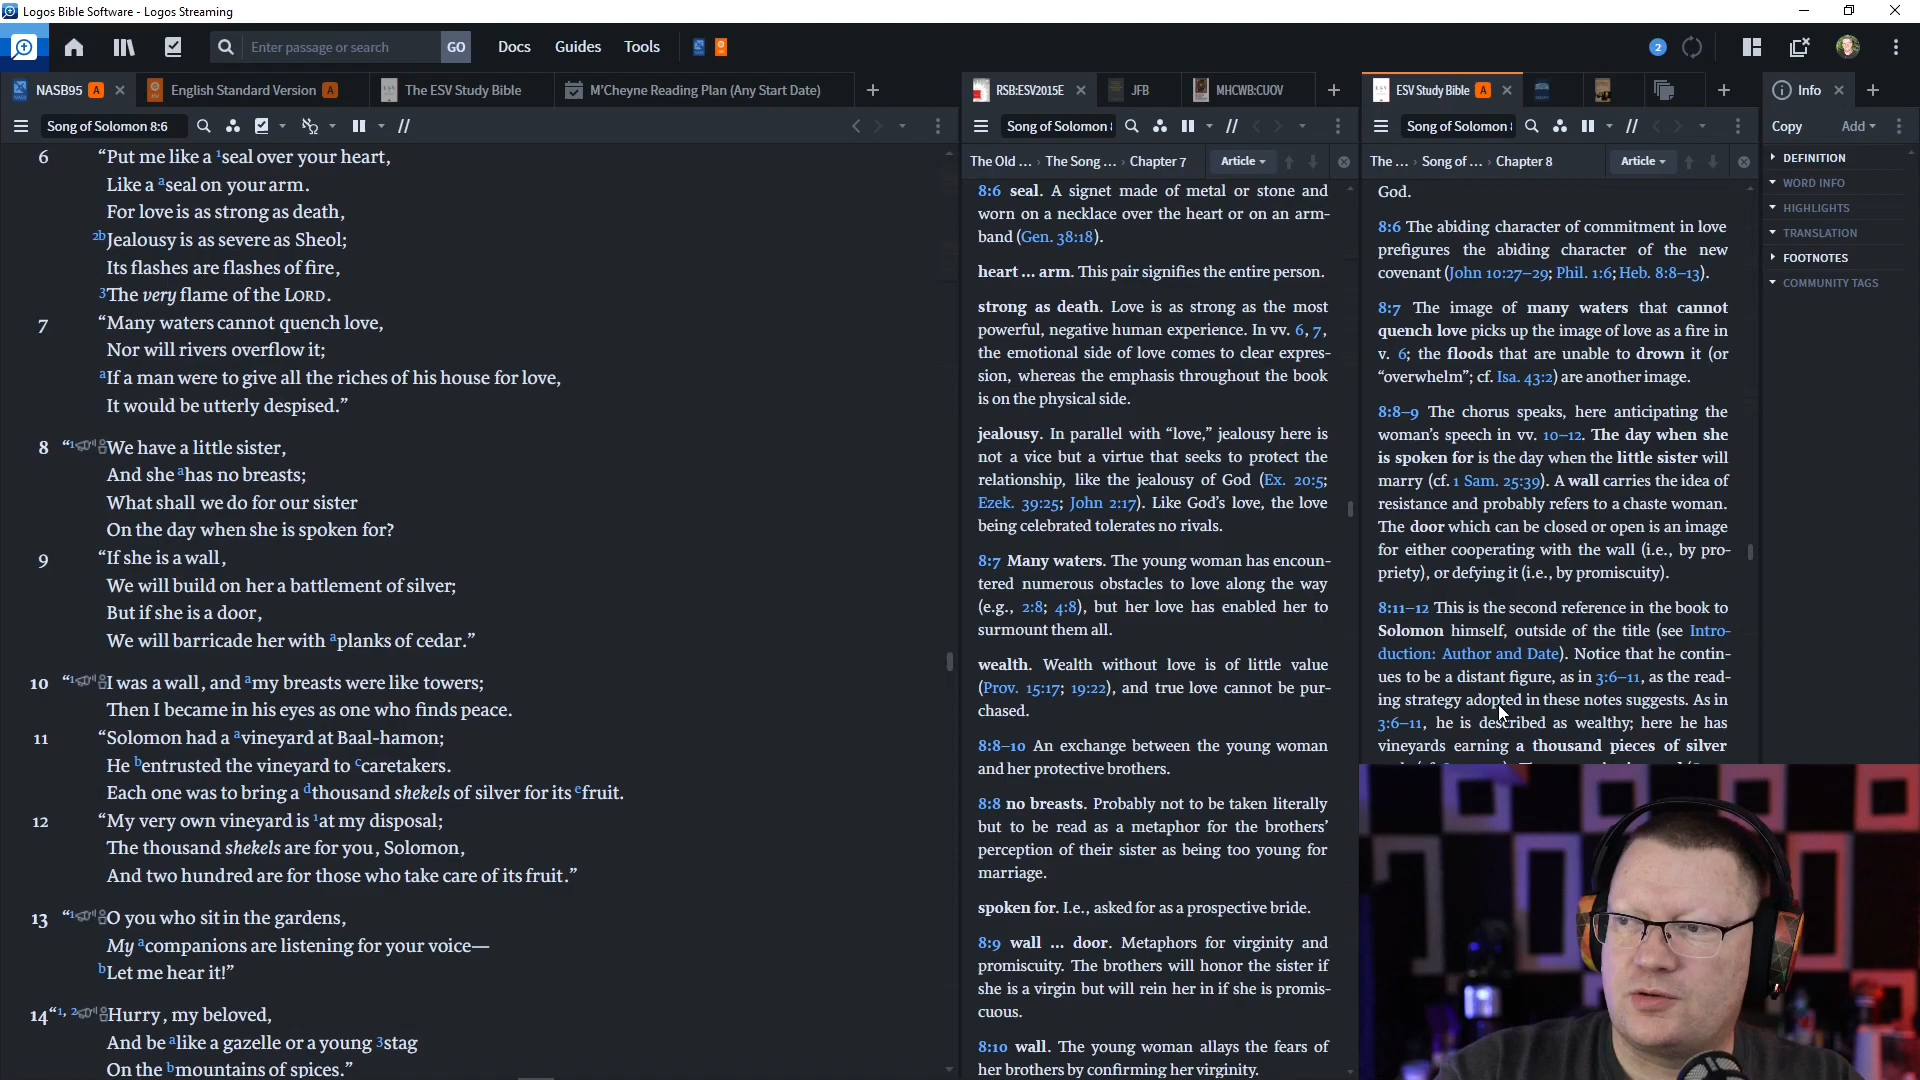 Logos Bible Software - Logos Streaming
Enter passage or search
GO
Docs
Guides
Tools
2
NASB95 A
English Standard Version A
The ESV Study Bible
M'Cheyne Reading Plan (Any Start Date)
Song of Solomon 8:6
6 “Put me like a 1seal over your heart,
Like a aseal on your arm.
For love is as strong as death,
2bJealousy is as severe as Sheol;
Its flashes are flashes of fire,
3The very flame of the LORD.
7 “Many waters cannot quench love,
Nor will rivers overflow it;
aIf a man were to give all the riches of his house for love,
It would be utterly despised.”
8 “1We have a little sister,
And she ahas no breasts;
What shall we do for our sister
On the day when she is spoken for?
9 “If she is a wall,
We will build on her a battlement of silver;
But if she is a door,
We will barricade her with aplanks of cedar.”
10 “1I was a wall, and amy breasts were like towers;
Then I became in his eyes as one who finds peace.
11 “Solomon had a avineyard at Baal-hamon;
He bentrusted the vineyard to ccaretakers.
Each one was to bring a dthousand shekels of silver for its efruit.
12 “My very own vineyard is 1at my disposal;
The thousand shekels are for you, Solomon,
And two hundred are for those who take care of its fruit.”
13 “1O you who sit in the gardens,
My acompanions are listening for your voice—
bLet me hear it!”
14 “1, 2Hurry, my beloved,
And be alike a gazelle or a young 3stag
On the bmountains of spices.”
RSB:ESV2015E
JFB
MHCWB:CUOV
Song of Solomon
The Old ... › The Song ... › Chapter 7
Article
8:6 seal. A signet made of metal or stone and
worn on a necklace over the heart or on an arm-
band (Gen. 38:18).
heart ... arm. This pair signifies the entire person.
strong as death. Love is as strong as the most
powerful, negative human experience. In vv. 6, 7,
the emotional side of love comes to clear expres-
sion, whereas the emphasis throughout the book
is on the physical side.
jealousy. In parallel with “love,” jealousy here is
not a vice but a virtue that seeks to protect the
relationship, like the jealousy of God (Ex. 20:5;
Ezek. 39:25; John 2:17). Like God’s love, the love
being celebrated tolerates no rivals.
8:7 Many waters. The young woman has encoun-
tered numerous obstacles to love along the way
(e.g., 2:8; 4:8), but her love has enabled her to
surmount them all.
wealth. Wealth without love is of little value
(Prov. 15:17; 19:22), and true love cannot be pur-
chased.
8:8–10 An exchange between the young woman
and her protective brothers.
8:8 no breasts. Probably not to be taken literally
but to be read as a metaphor for the brothers’
perception of their sister as being too young for
marriage.
spoken for. I.e., asked for as a prospective bride.
8:9 wall ... door. Metaphors for virginity and
promiscuity. The brothers will honor the sister if
she is a virgin but will rein her in if she is promis-
cuous.
8:10 wall. The young woman allays the fears of
her brothers by confirming her virginity.
ESV Study Bible A
Song of Solomon
The ... › Song of ... › Chapter 8
Article
God.
8:6 The abiding character of commitment in love
prefigures the abiding character of the new
covenant (John 10:27–29; Phil. 1:6; Heb. 8:8–13).
8:7 The image of many waters that cannot
quench love picks up the image of love as a fire in
v. 6; the floods that are unable to drown it (or
“overwhelm”; cf. Isa. 43:2) are another image.
8:8–9 The chorus speaks, here anticipating the
woman’s speech in vv. 10–12. The day when she
is spoken for is the day when the little sister will
marry (cf. 1 Sam. 25:39). A wall carries the idea of
resistance and probably refers to a chaste woman.
The door which can be closed or open is an image
for either cooperating with the wall (i.e., by pro-
priety), or defying it (i.e., by promiscuity).
8:11–12 This is the second reference in the book to
Solomon himself, outside of the title (see Intro-
duction: Author and Date). Notice that he contin-
ues to be a distant figure, as in 3:6–11, as the read-
ing strategy adopted in these notes suggests. As in
3:6–11, he is described as wealthy; here he has
vineyards earning a thousand pieces of silver
Info
Copy
Add
DEFINITION
WORD INFO
HIGHLIGHTS
TRANSLATION
FOOTNOTES
COMMUNITY TAGS